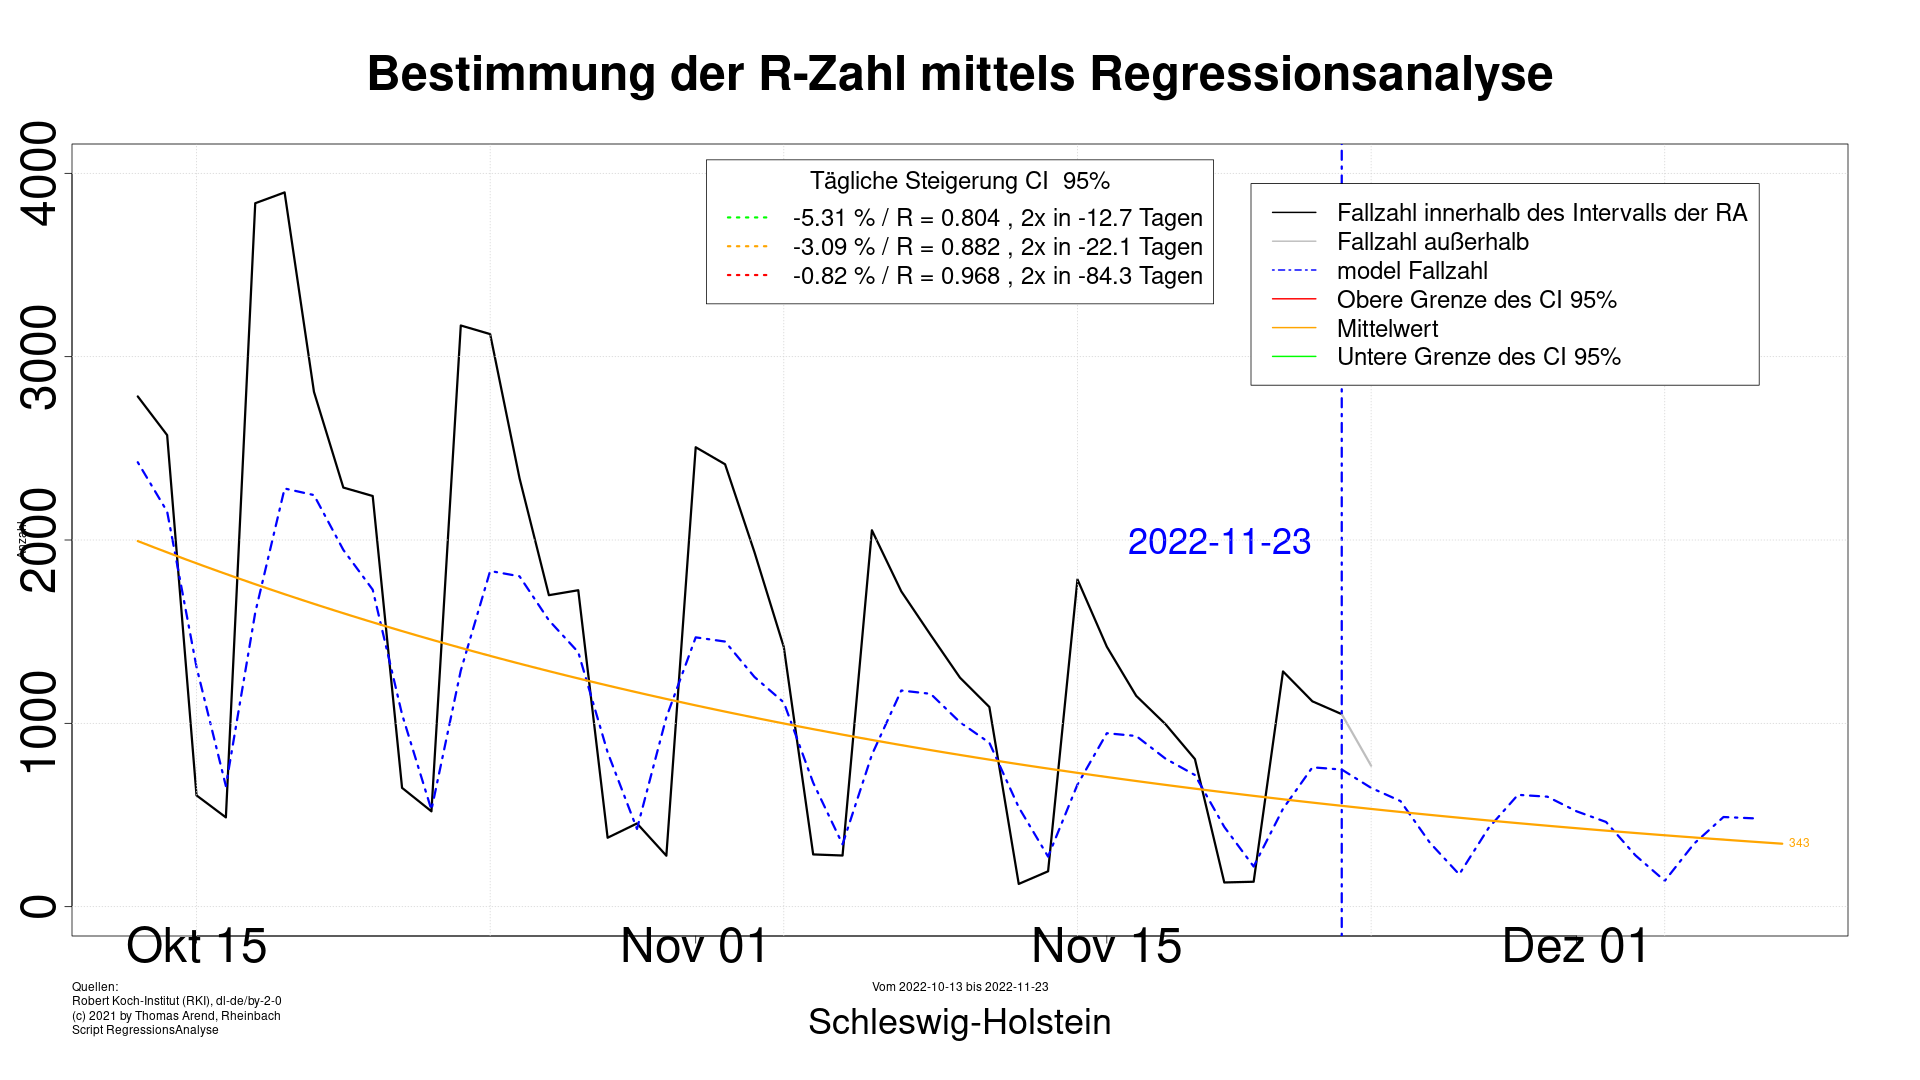 Bestimmung der R-Zahl mittels Regressionsanalyse
Tägliche Steigerung CI  95%
-5.31 % / R = 0.804 , 2x in -12.7 Tagen
-3.09 % / R = 0.882 , 2x in -22.1 Tagen
-0.82 % / R = 0.968 , 2x in -84.3 Tagen
Fallzahl innerhalb des Intervalls der RA
Fallzahl außerhalb
model Fallzahl
Obere Grenze des CI 95%
Mittelwert
Untere Grenze des CI 95%
4000
3000
2000
1000
0
Anzahl
2022-11-23
343
Okt 15
Nov 01
Nov 15
Dez 01
Quellen:
Robert Koch-Institut (RKI), dl-de/by-2-0
(c) 2021 by Thomas Arend, Rheinbach
Script RegressionsAnalyse
Vom 2022-10-13 bis 2022-11-23
Schleswig-Holstein